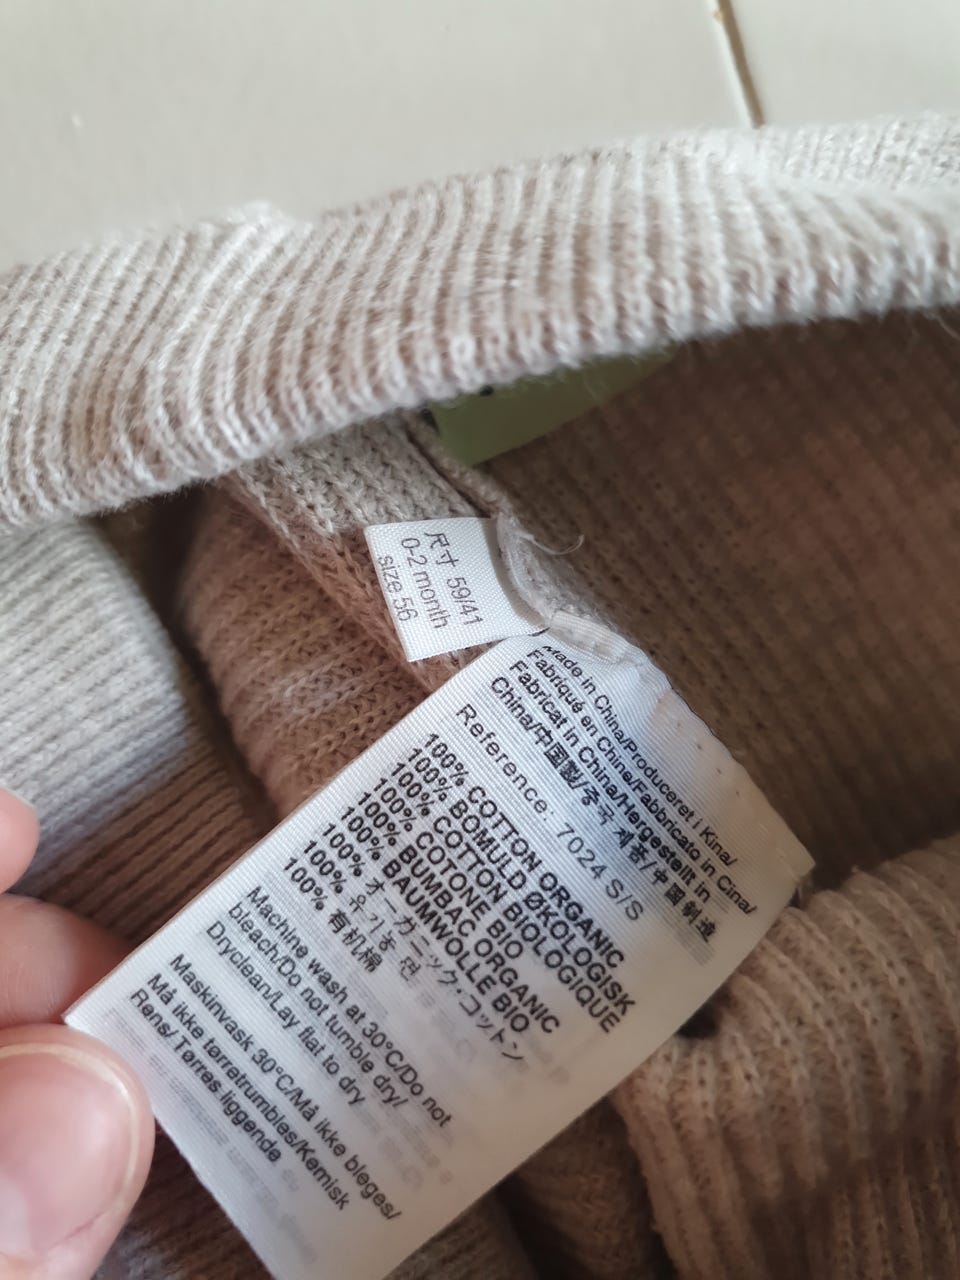 尺寸 59/41
0-2 month
size 56
Made in China/Produceret i Kina/
Fabriqué en Chine/Fabbricato in Cina/
Fabricat in China/Hergestellt in
China/中国製/중국 제품/中国制造
Reference: 7024 S/S
100% COTTON ORGANIC
100% BOMULD ØKOLOGISK
100% COTTON BIOLOGIQUE
100% COTONE BIO
100% BUMBAC ORGANIC
100% BAUMWOLLE BIO
100% オーガニック・コットン
100% 유기농 면
100% 有机棉
Machine wash at 30°C/Do not
bleach/Do not tumble dry/
Dryclean/Lay flat to dry
Maskinvask 30°C/Må ikke bleges/
Må ikke tørretrumbles/Kemisk
Rens/Tørres liggende